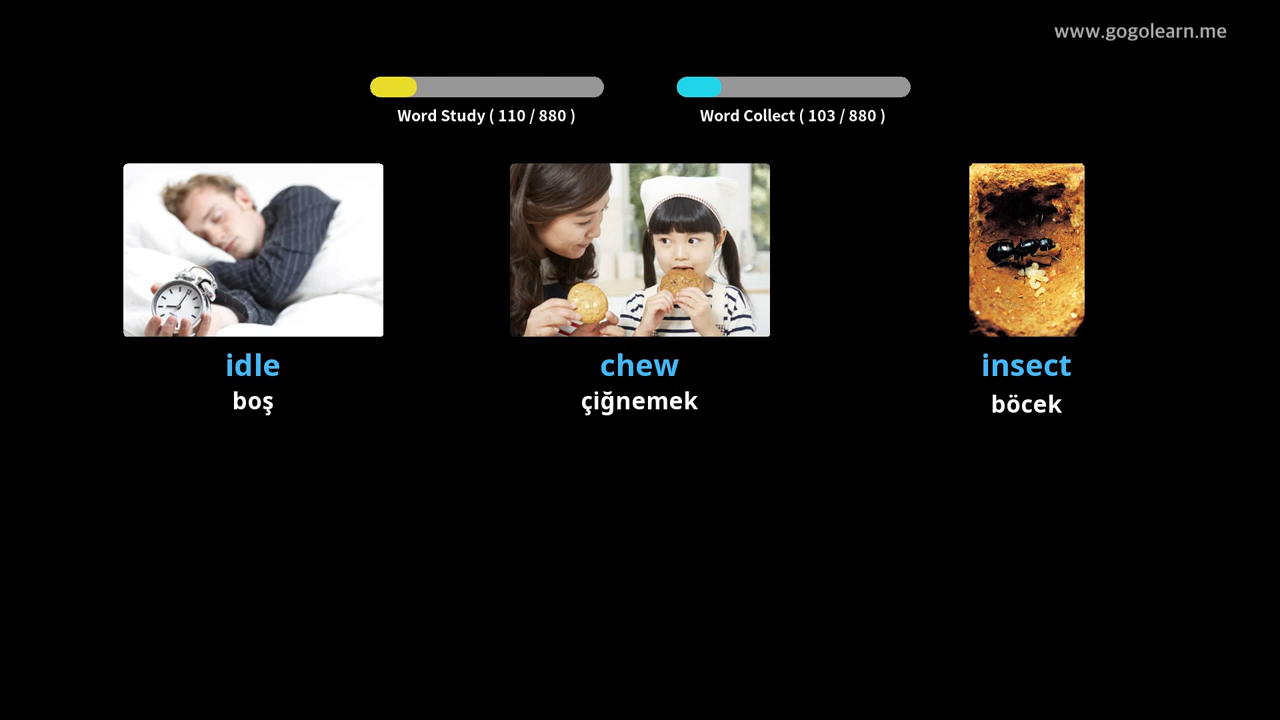 www.gogolearn.me
Word Study ( 110 / 880 )
Word Collect ( 103 / 880 )
idle
boş
chew
çiğnemek
insect
böcek